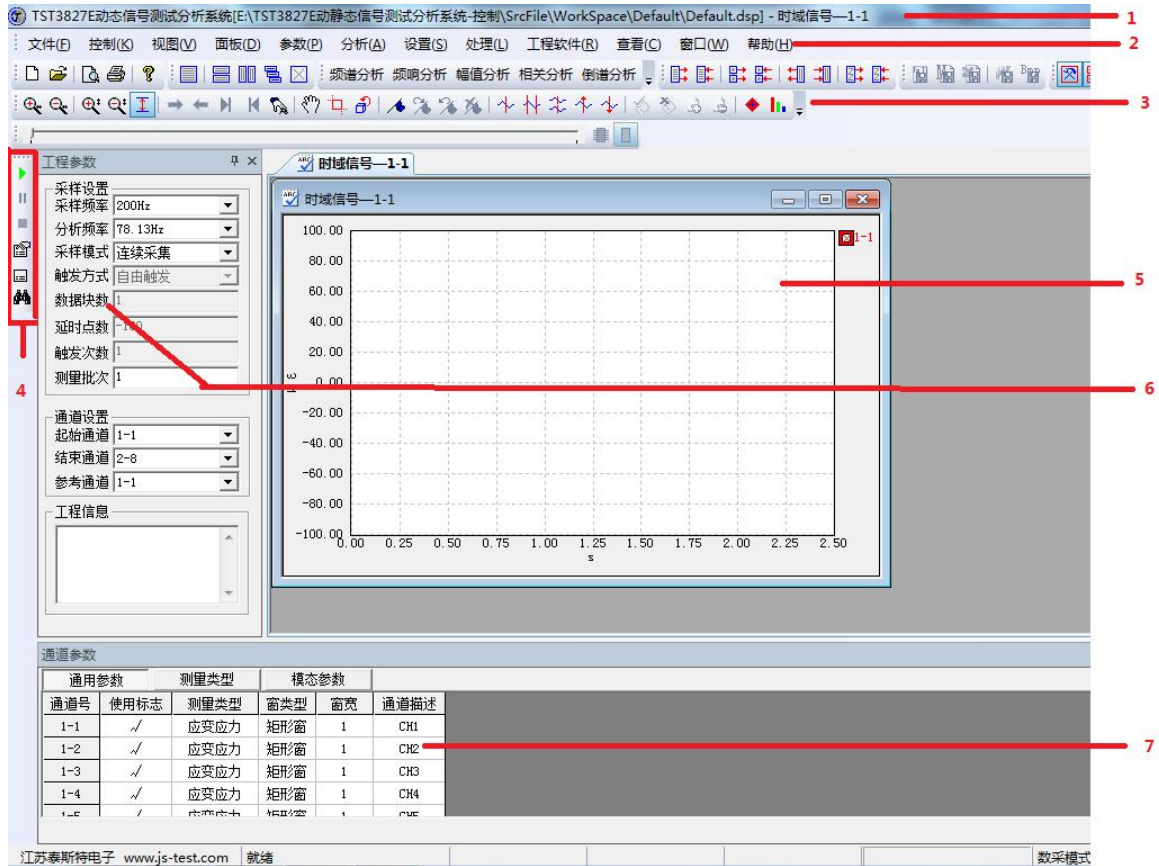 TST3827E动态信号测试分析系统[E:\TST3827E动静态信号测试分析系统-控制\SrcFile\WorkSpace\Default\Default.dsp] - 时域信号—1-1
1
文件(F) 控制(K) 视图(V) 面板(D) 参数(P) 分析(A) 设置(S) 处理(L) 工程软件(R) 查看(C) 窗口(W) 帮助(H)
2
频谱分析 频响分析 幅值分析 相关分析 倒谱分析
3
工程参数
时域信号—1-1
采样设置
采样频率 200Hz
分析频率 78.13Hz
采样模式 连续采集
触发方式 自由触发
数据块数 1
延时点数
触发次数 1
测量批次 1
通道设置
起始通道 1-1
结束通道 2-8
参考通道 1-1
工程信息
4
时域信号—1-1
1-1
100.00
80.00
60.00
40.00
20.00
0.00
-20.00
-40.00
-60.00
-80.00
-100.00
0.00 0.25 0.50 0.75 1.00 1.25 1.50 1.75 2.00 2.25 2.50
s
5
6
通道参数
通用参数 测量类型 模态参数
通道号 使用标志 测量类型 窗类型 窗宽 通道描述
1-1 √ 应变应力 矩形窗 1 CH1
1-2 √ 应变应力 矩形窗 1 CH2
1-3 √ 应变应力 矩形窗 1 CH3
1-4 √ 应变应力 矩形窗 1 CH4
7
江苏泰斯特电子 www.js-test.com 就绪 数采模式